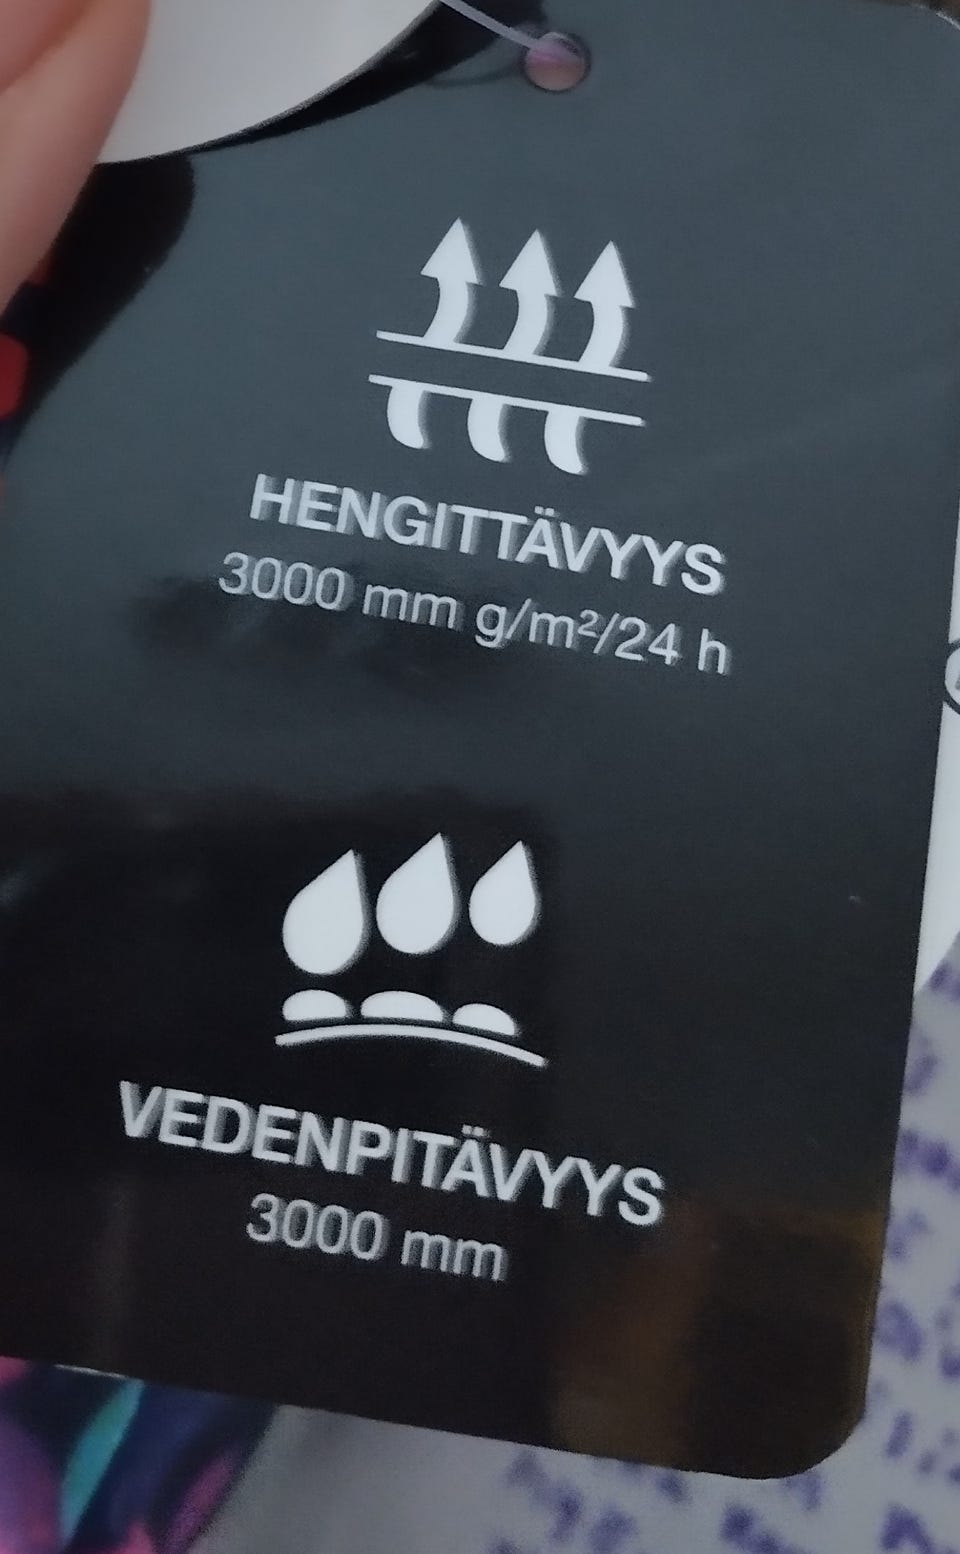 HENGITTÄVYYS
3000 mm g/m²/24 h
VEDENPITÄVYYS
3000 mm